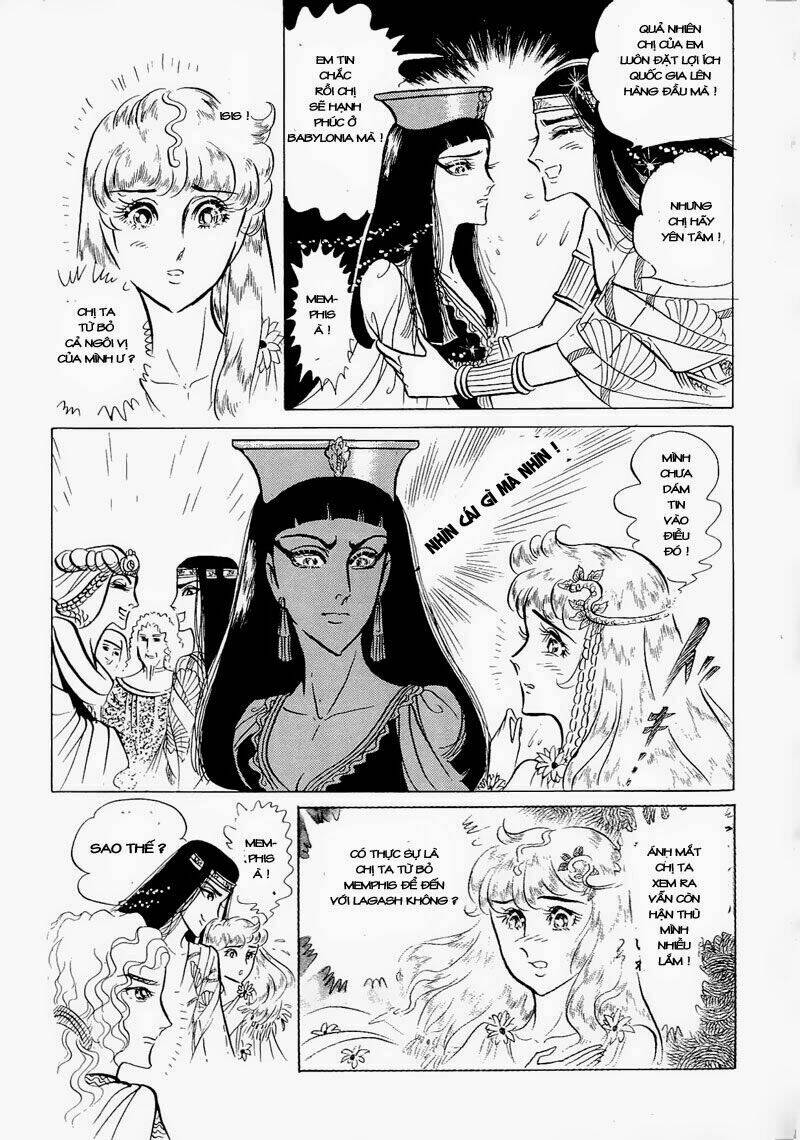 QUẢ NHIÊN
CHỊ CỦA EM
LUÔN ĐẶT LỢI ÍCH
QUỐC GIA LÊN
HÀNG ĐẦU MÀ !
EM TIN
CHẮC
RỒI CHỊ
SẼ HẠNH
PHÚC Ở
BABYLONIA MÀ !
NHƯNG
CHỊ HÃY
YÊN TÂM !
MEM-
PHIS
À !
ISIS !
CHỊ TA
TỪ BỎ
CẢ NGÔI VỊ
CỦA MÌNH Ư ?
NHÌN CÁI GÌ MÀ NHÌN !
MÌNH
CHƯA
DÁM
TIN
VÀO
ĐIỀU
ĐÓ !
SAO THẾ ?
MEM-
PHIS
À !
CÓ THỰC SỰ LÀ
CHỊ TA TỪ BỎ
MEMPHIS ĐỂ ĐẾN
VỚI LAGASH KHÔNG ?
ÁNH MẮT
CHỊ TA
XEM RA
VẪN CÒN
HẬN THÙ
MÌNH
NHIỀU
LẮM !